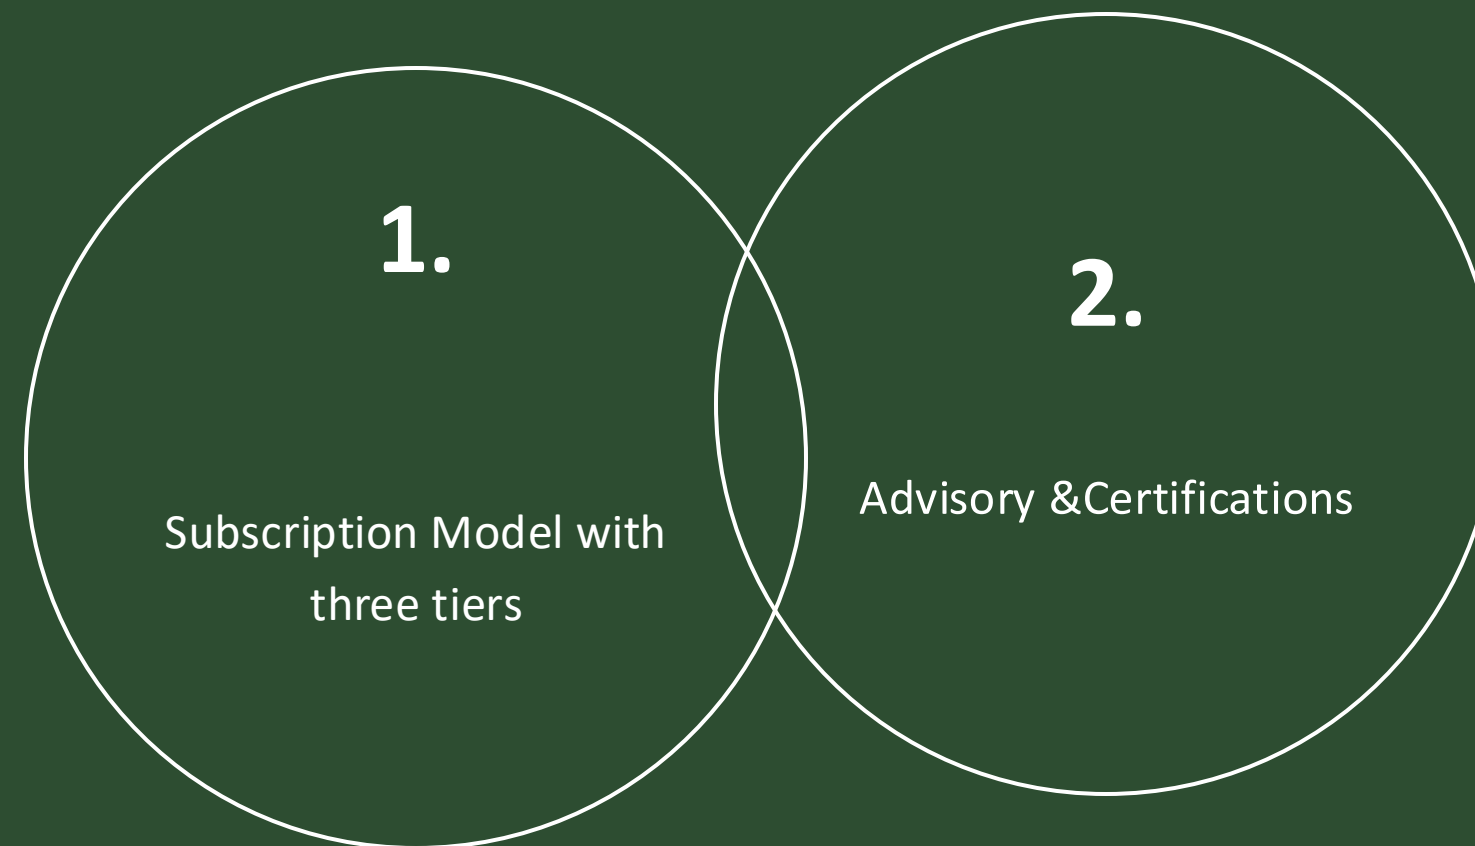 1.
Subscription Model with
three tiers
2.
Advisory &Certifications